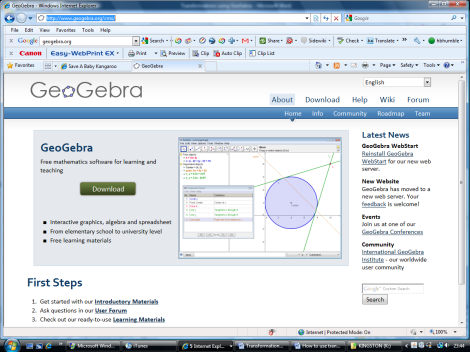 GeoGebra - Windows Internet Explorer
http://www.geogebra.org/cms/
Google
File Edit View Favorites Tools Help
Google geogebra.org Search Share Sidewiki Check Translate
Canon Easy-WebPrint EX Print Preview Clip Auto Clip Clip List
Favorites Save A Baby Kangaroo GeoGebra Page Safety Tools
English
GeoGebra
About Download Help Wiki Forum
Home Info Community Roadmap Team
GeoGebra
Free mathematics software for learning and
teaching
Download
Interactive graphics, algebra and spreadsheet
From elementary school to university level
Free learning materials
Latest News
GeoGebra WebStart
Reinstall GeoGebra
WebStart for our new web
server.
New Website
GeoGebra has moved to a
new web server. Your
feedback is welcome!
Events
Join us at one of our
GeoGebra Conferences
Community
International GeoGebra
Institute - our worldwide
user community
Search
First Steps
1. Get started with our Introductory Materials
2. Ask questions in our User Forum
3. Check out our ready-to-use Learning Materials
Internet | Protected Mode: On 100%
Microsoft Wind... iTunes 5 Internet Expl... Transformation... How to use tran... KINGSTON (K:) 23:44